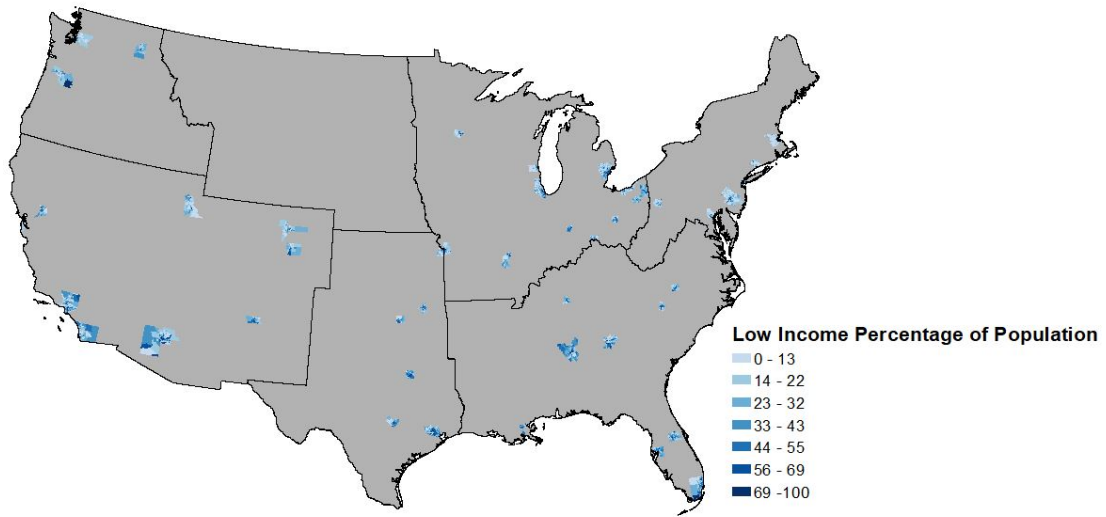 Low Income Percentage of Population
0 - 13
14 - 22
23 - 32
33 - 43
44 - 55
56 - 69
69 -100